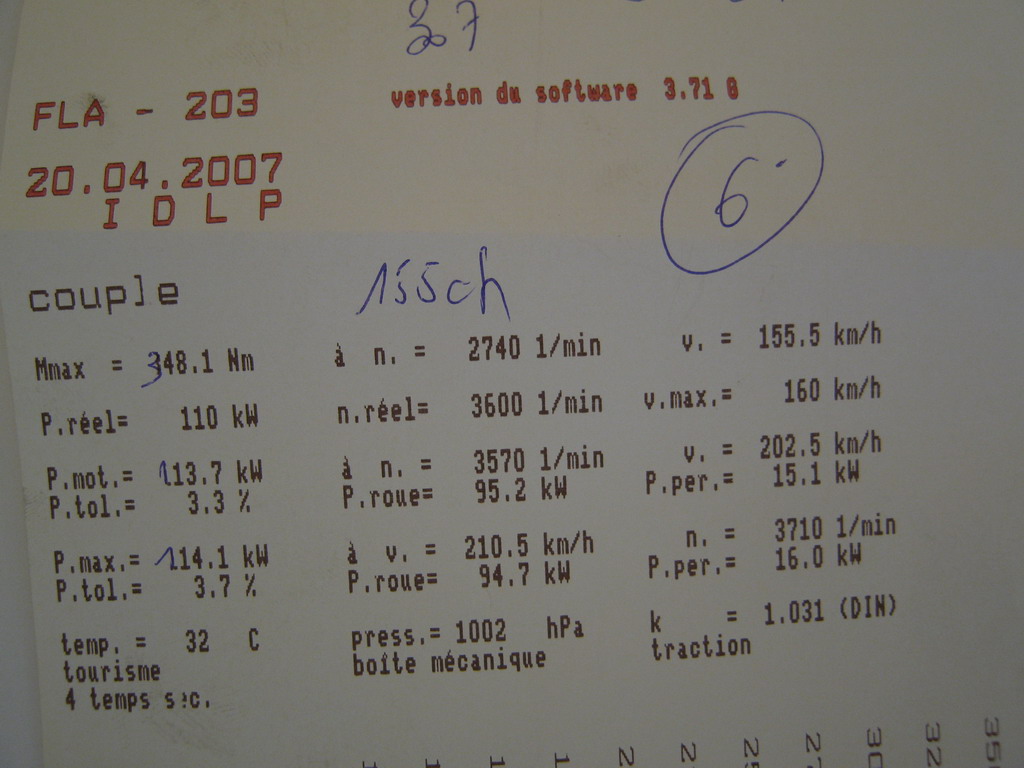 37
FLA - 203 version du software 3.71 B
20.04.2007
I D L P
6
couple 155ch
Mmax = 348.1 Nm à n. = 2740 1/min v. = 155.5 km/h
P.réel= 110 kW n.réel= 3600 1/min v.max.= 160 km/h
P.mot.= 113.7 kW à n. = 3570 1/min v. = 202.5 km/h
P.tol.= 3.3 % P.roue= 95.2 kW P.per.= 15.1 kW
P.max.= 114.1 kW à v. = 210.5 km/h n. = 3710 1/min
P.tol.= 3.7 % P.roue= 94.7 kW P.per.= 16.0 kW
temp. = 32 C press.= 1002 hPa k = 1.031 (DIN)
tourisme boîte mécanique traction
4 temps s:c.